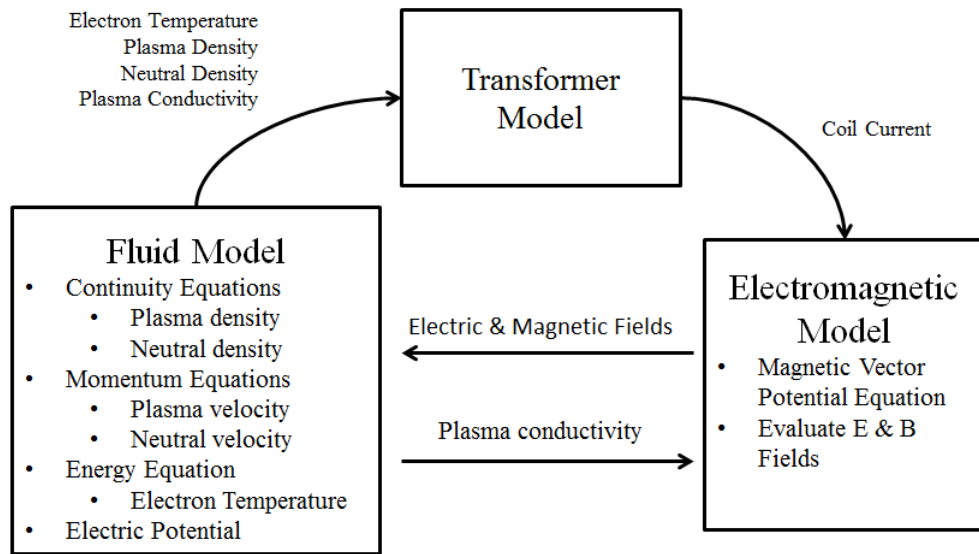 Electron Temperature
Plasma Density
Neutral Density
Plasma Conductivity
Transformer
Model
Coil Current
Fluid Model
• Continuity Equations
• Plasma density
• Neutral density
• Momentum Equations
• Plasma velocity
• Neutral velocity
• Energy Equation
• Electron Temperature
• Electric Potential
Electric & Magnetic Fields
Plasma conductivity
Electromagnetic
Model
• Magnetic Vector
Potential Equation
• Evaluate E & B
Fields